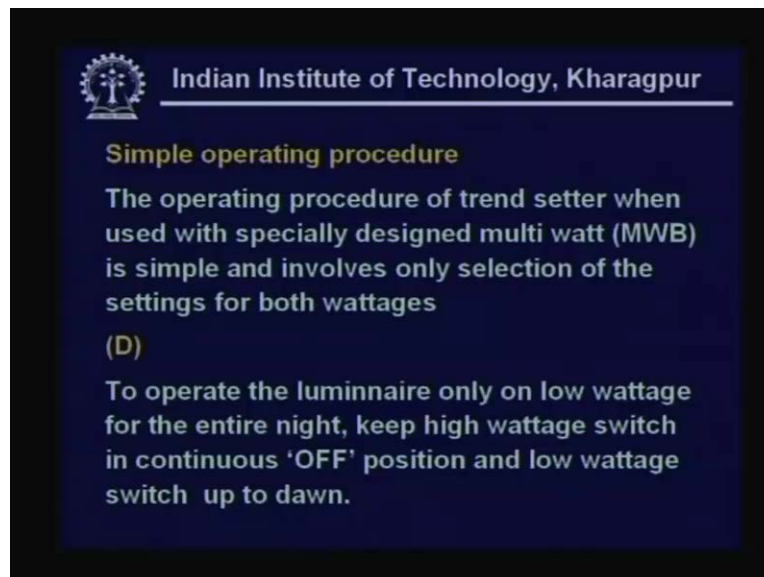 Indian Institute of Technology, Kharagpur
Simple operating procedure
The operating procedure of trend setter when
used with specially designed multi watt (MWB)
is simple and involves only selection of the
settings for both wattages
(D)
To operate the luminnaire only on low wattage
for the entire night, keep high wattage switch
in continuous ‘OFF’ position and low wattage
switch up to dawn.